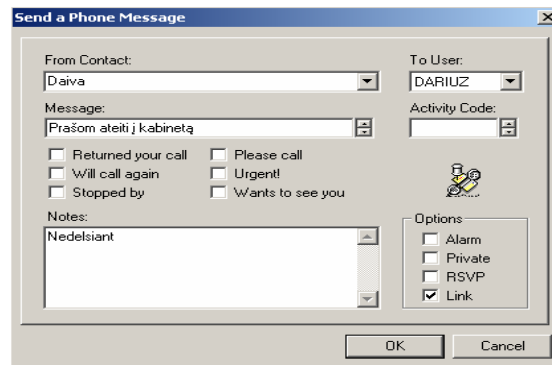 Send a Phone Message
From Contact: To User:
Daiva DARIUZ
Message: Activity Code:
Prašom ateiti į kabinetą
Returned your call Please call
Will call again Urgent!
Stopped by Wants to see you
Notes:
Nedelsiant
Options
Alarm
Private
RSVP
Link
OK Cancel